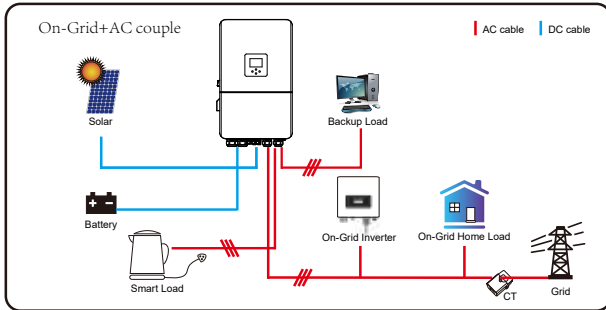 On-Grid+AC couple
AC cable
DC cable
Solar
Backup Load
Battery
On-Grid Inverter
On-Grid Home Load
Smart Load
CT
Grid